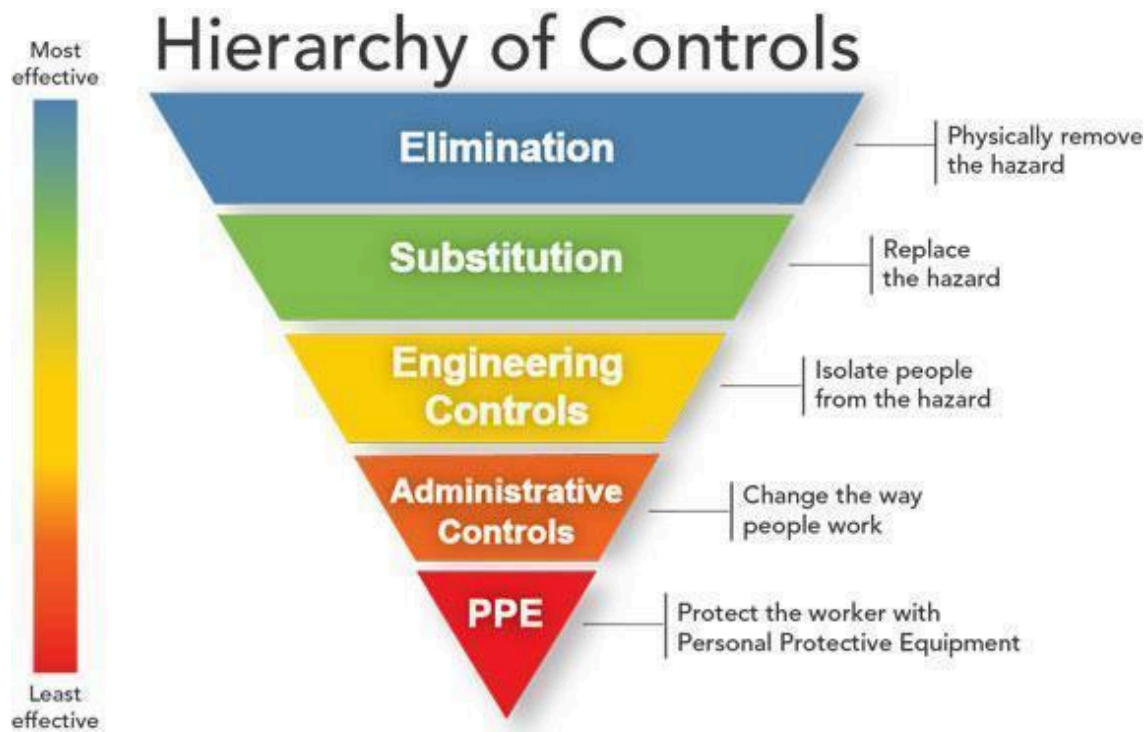 Hierarchy of Controls
Most
effective
Elimination
Physically remove
the hazard
Substitution
Replace
the hazard
Engineering
Controls
Isolate people
from the hazard
Administrative
Controls
Change the way
people work
PPE
Protect the worker with
Personal Protective Equipment
Least
effective